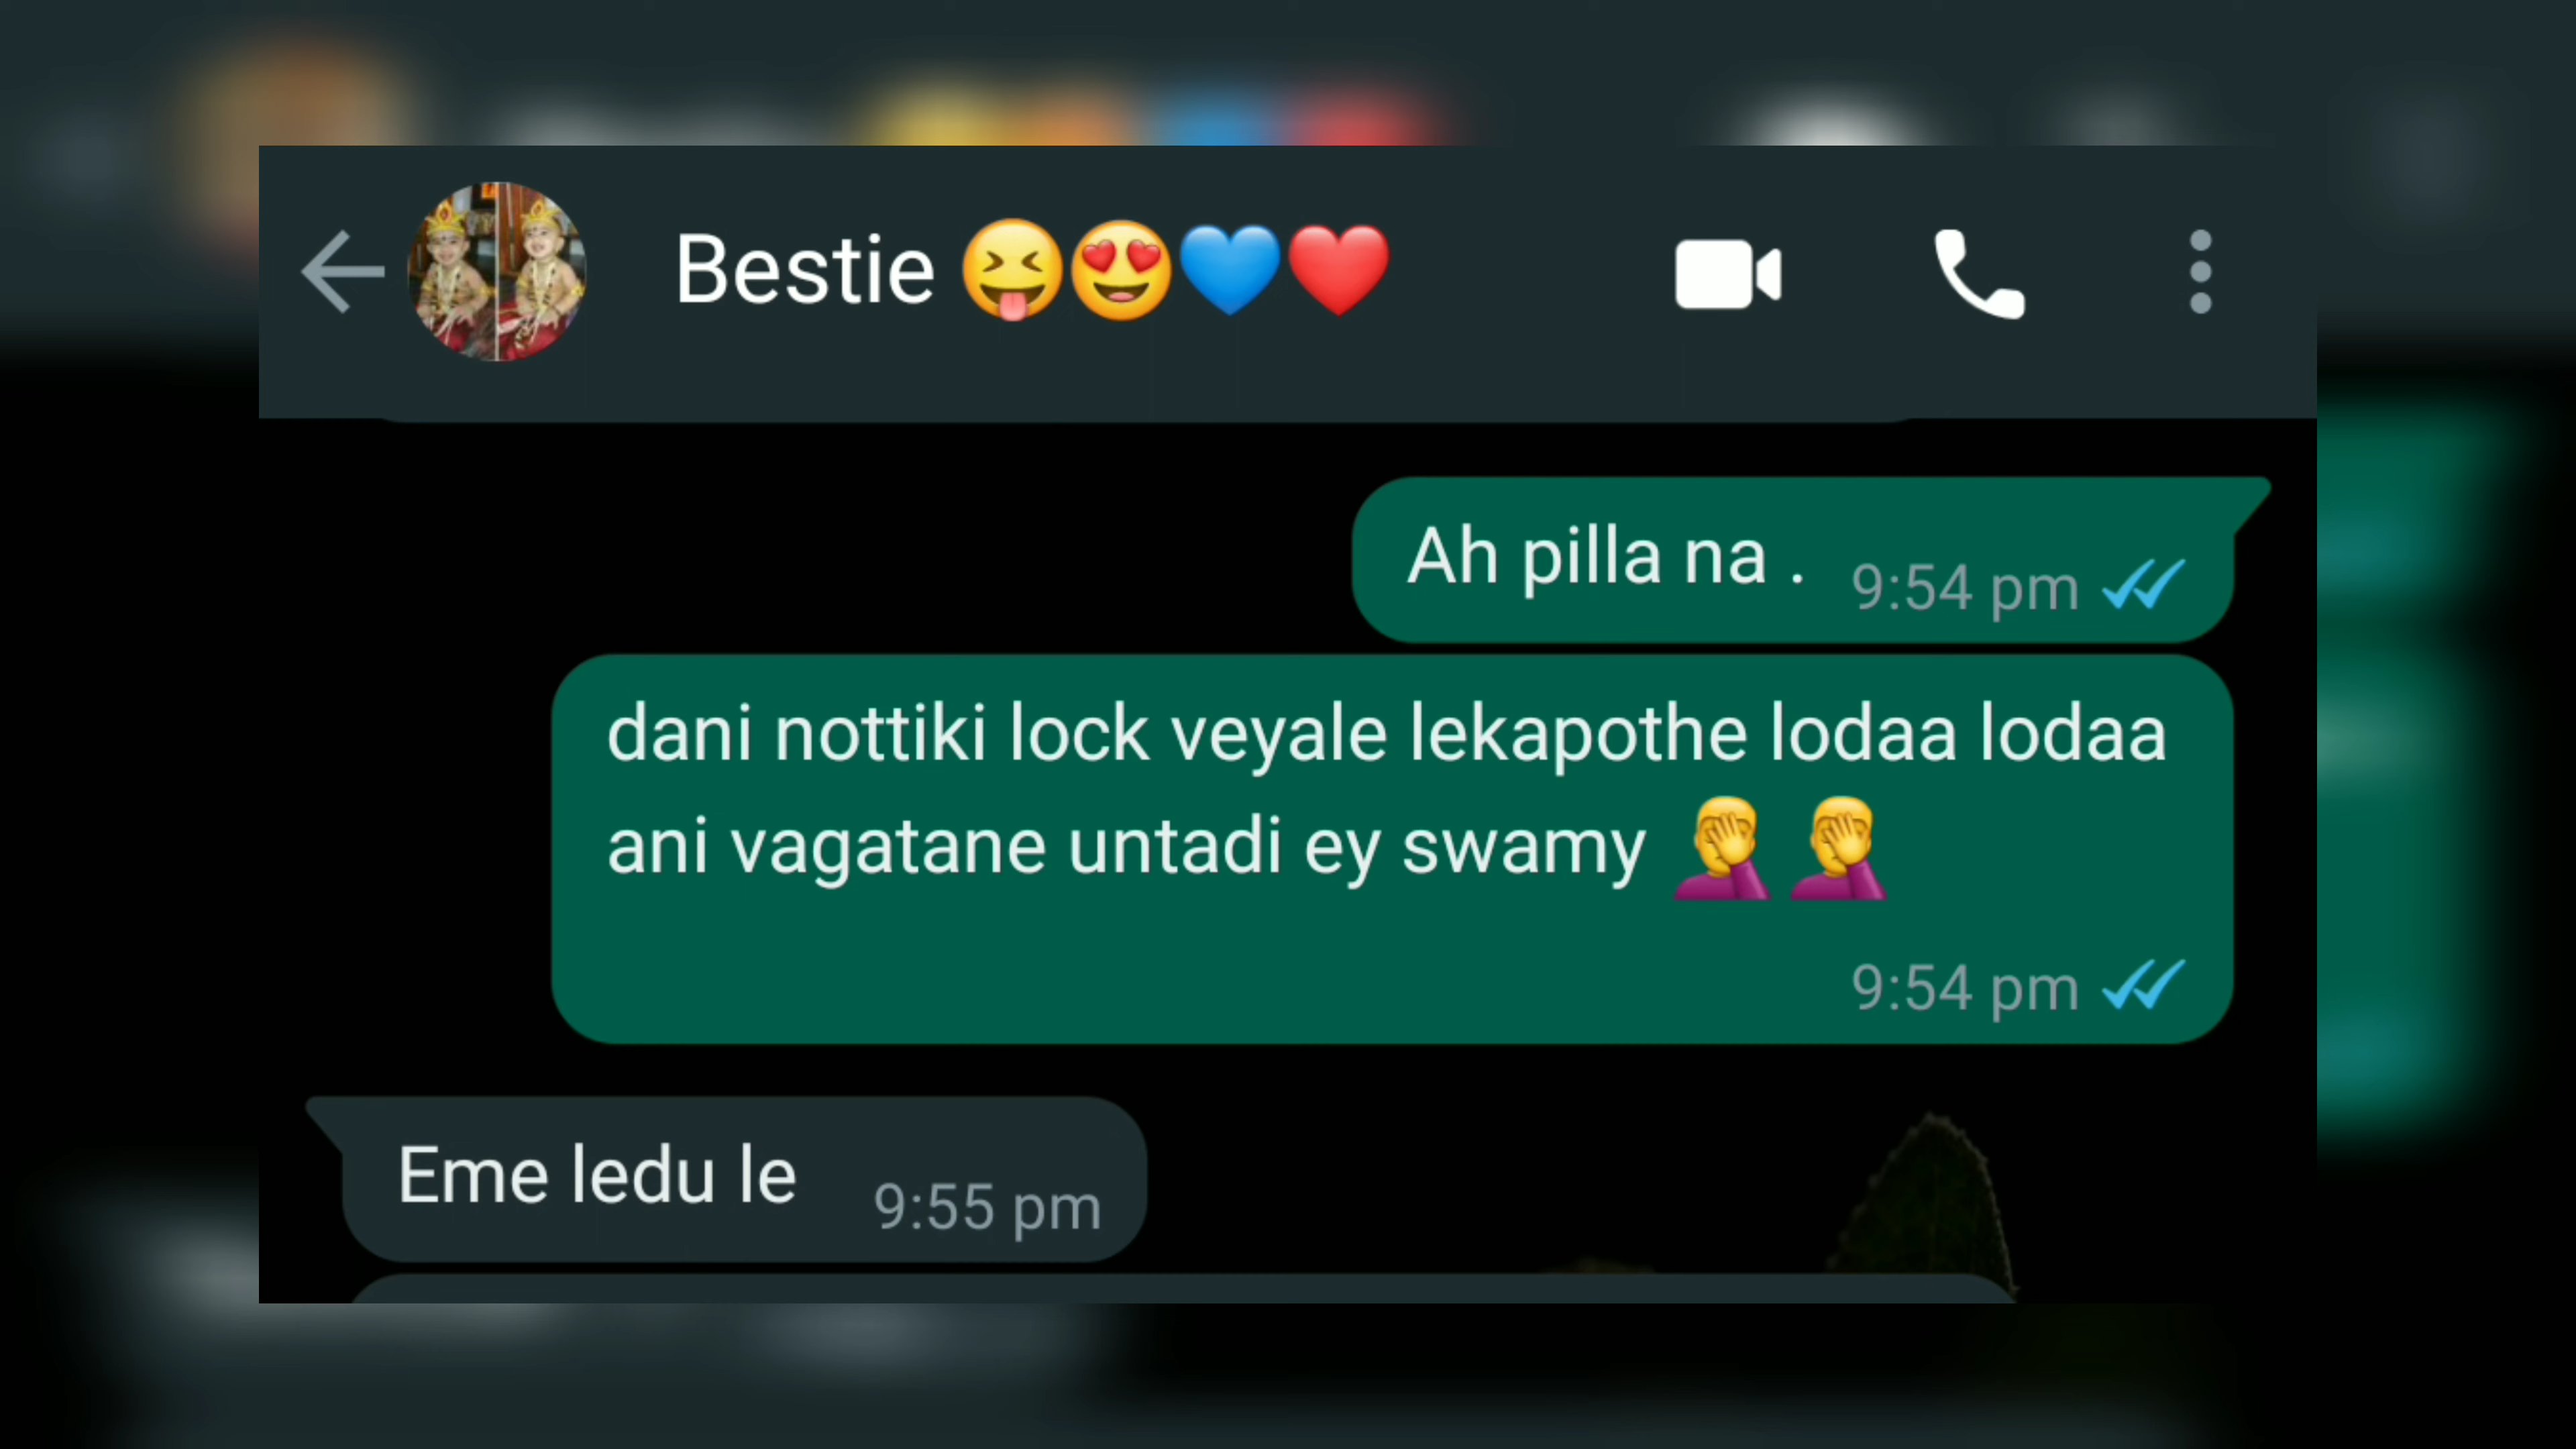 Bestie 😝😍💙❤️
Ah pilla na .
9:54 pm
dani nottiki lock veyale lekapothe lodaa lodaa
ani vagatane untadi ey swamy 🤦🤦
9:54 pm
Eme ledu le
9:55 pm